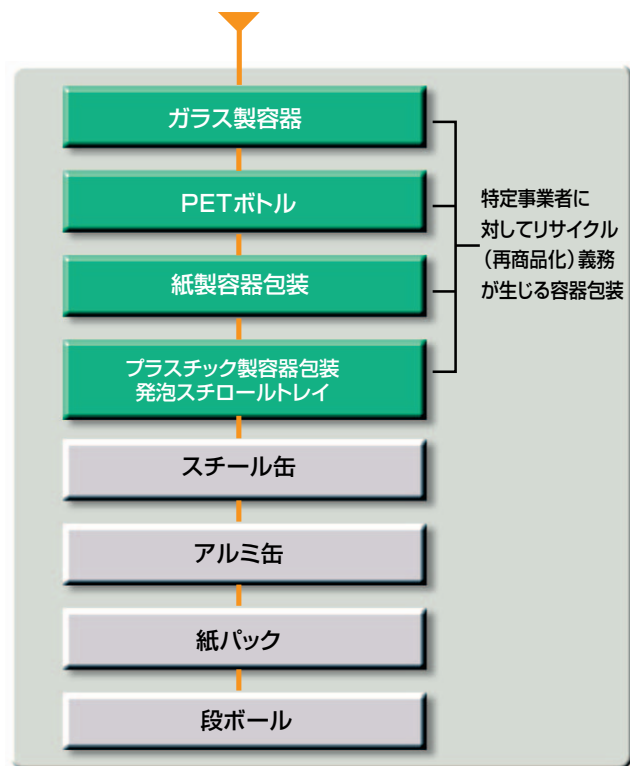 ガラス製容器
PETボトル
紙製容器包装
プラスチック製容器包装
発泡スチロールトレイ
スチール缶
アルミ缶
紙パック
段ボール
特定事業者に
対してリサイクル
（再商品化）義務
が生じる容器包装